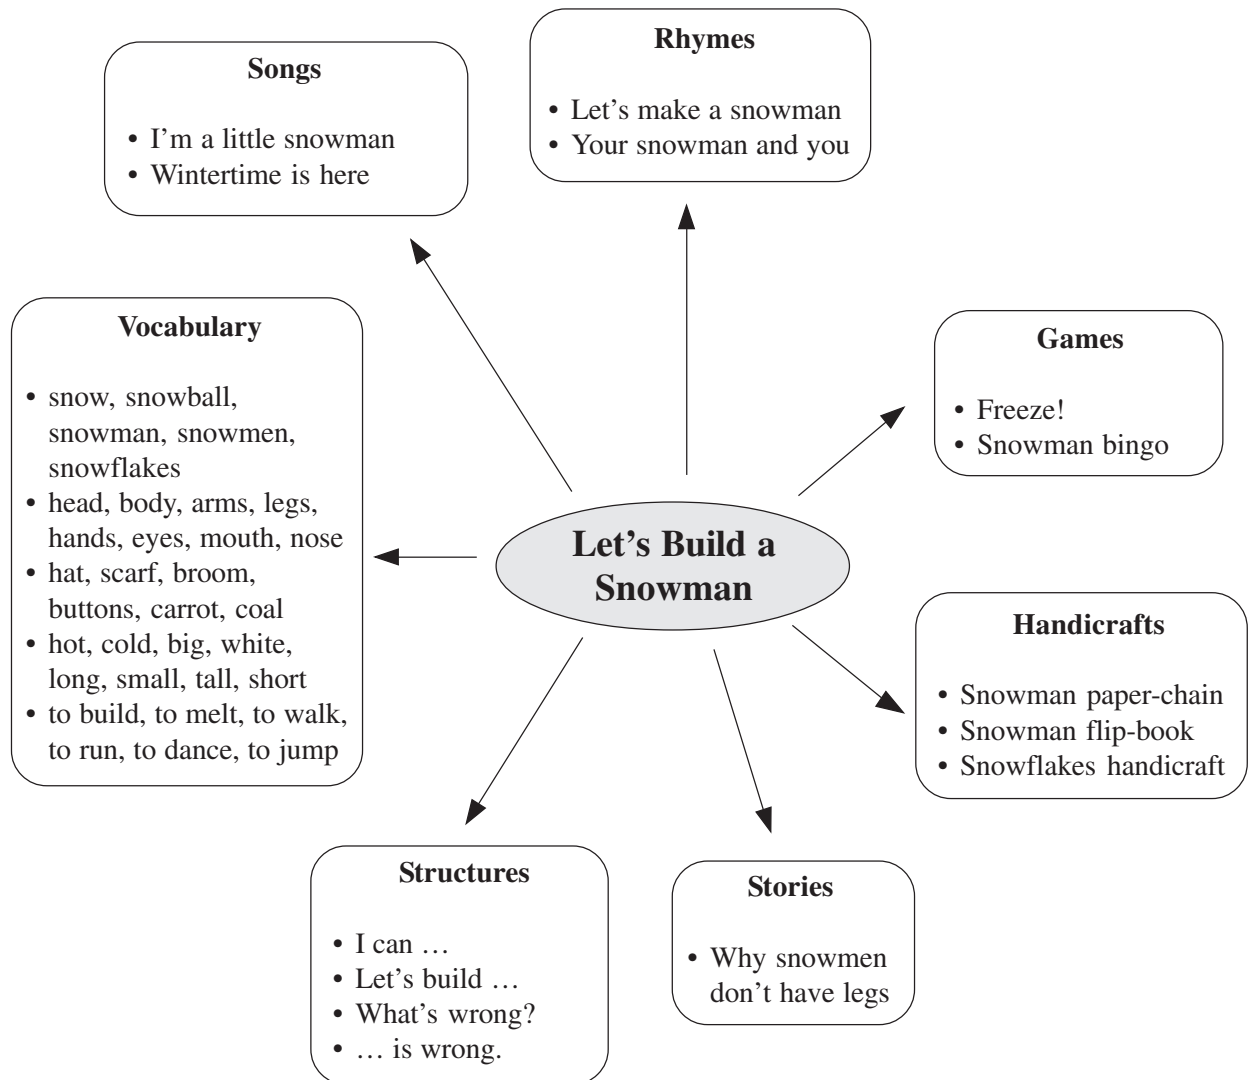 Songs
• I'm a little snowman
• Wintertime is here
Rhymes
• Let's make a snowman
• Your snowman and you
Vocabulary
• snow, snowball,
snowman, snowmen,
snowflakes
• head, body, arms, legs,
hands, eyes, mouth, nose
• hat, scarf, broom,
buttons, carrot, coal
• hot, cold, big, white,
long, small, tall, short
• to build, to melt, to walk,
to run, to dance, to jump
Games
• Freeze!
• Snowman bingo
Let's Build a
Snowman
Handicrafts
• Snowman paper-chain
• Snowman flip-book
• Snowflakes handicraft
Structures
• I can …
• Let's build …
• What's wrong?
• … is wrong.
Stories
• Why snowmen
don't have legs